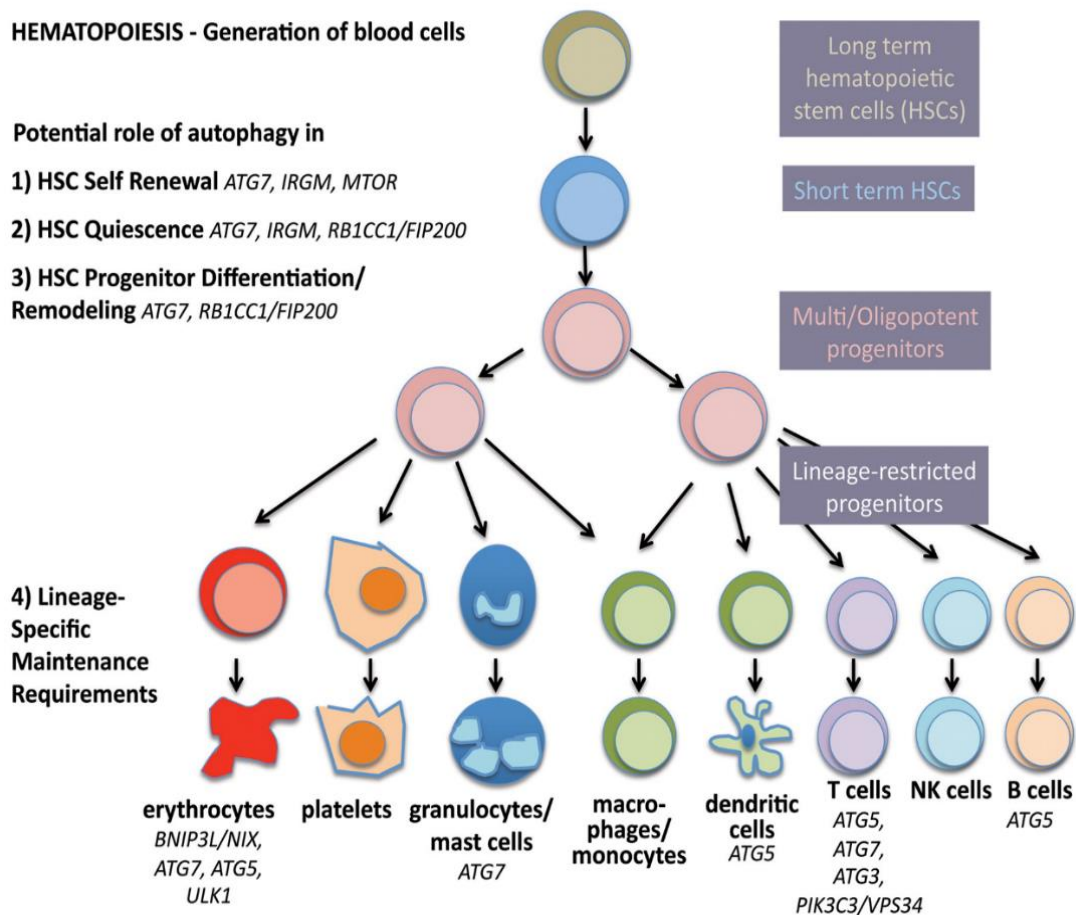 HEMATOPOIESIS - Generation of blood cells
Long term
hematopoietic
stem cells (HSCs)
Potential role of autophagy in
1) HSC Self Renewal ATG7, IRGM, MTOR
Short term HSCs
2) HSC Quiescence ATG7, IRGM, RB1CC1/FIP200
3) HSC Progenitor Differentiation/
Remodeling ATG7, RB1CC1/FIP200
Multi/Oligopotent
progenitors
Lineage-restricted
progenitors
4) Lineage-
Specific
Maintenance
Requirements
erythrocytes
BNIP3L/NIX,
ATG7, ATG5,
ULK1
platelets
granulocytes/
mast cells
ATG7
macro-
phages/
monocytes
dendritic
cells
ATG5
T cells
ATG5,
ATG7,
ATG3,
PIK3C3/VPS34
NK cells
B cells
ATG5